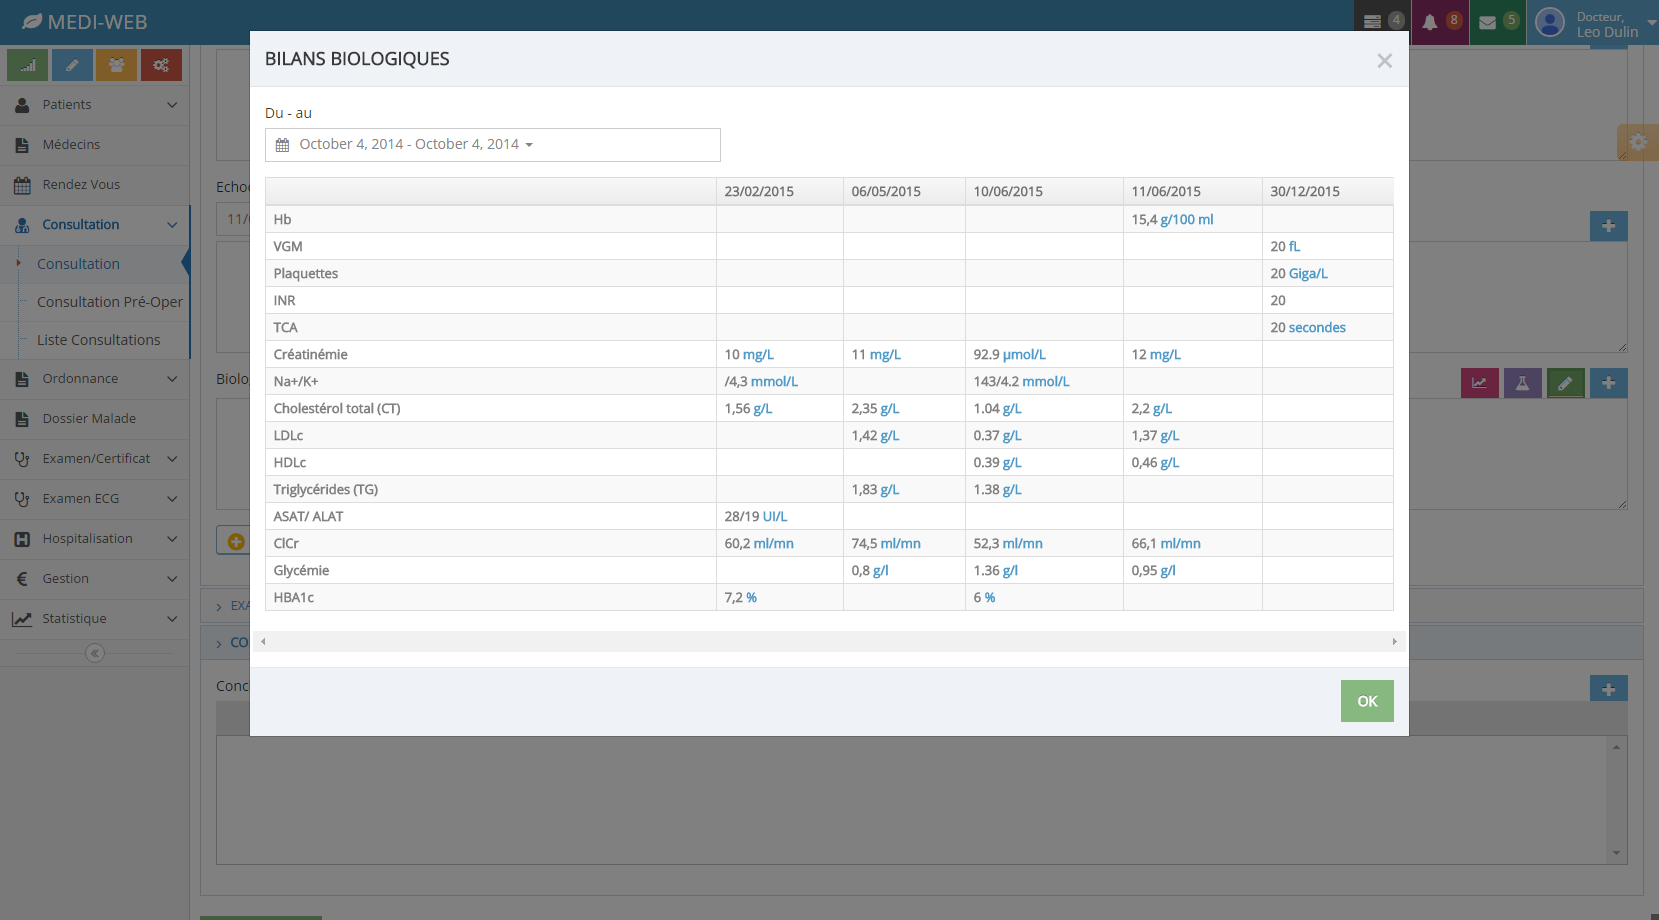 MEDI-WEB
4
8
5
Docteur,
Leo Dulin
Patients
Médecins
Rendez Vous
Consultation
Consultation
Consultation Pré-Oper
Liste Consultations
Ordonnance
Dossier Malade
Examen/Certificat
Examen ECG
Hospitalisation
Gestion
Statistique
BILANS BIOLOGIQUES
×
Du - au
October 4, 2014 - October 4, 2014
23/02/2015 06/05/2015 10/06/2015 11/06/2015 30/12/2015
Hb 15,4 g/100 ml
VGM 20 fL
Plaquettes 20 Giga/L
INR 20
TCA 20 secondes
Créatinémie 10 mg/L 11 mg/L 92.9 µmol/L 12 mg/L
Na+/K+ /4,3 mmol/L 143/4.2 mmol/L
Cholestérol total (CT) 1,56 g/L 2,35 g/L 1.04 g/L 2,2 g/L
LDLc 1,42 g/L 0.37 g/L 1,37 g/L
HDLc 0.39 g/L 0,46 g/L
Triglycérides (TG) 1,83 g/L 1.38 g/L
ASAT/ ALAT 28/19 UI/L
ClCr 60,2 ml/mn 74,5 ml/mn 52,3 ml/mn 66,1 ml/mn
Glycémie 0,8 g/l 1.36 g/l 0,95 g/l
HBA1c 7,2 % 6 %
OK
Echo
11/
Biolo
EXA
CO
Conc